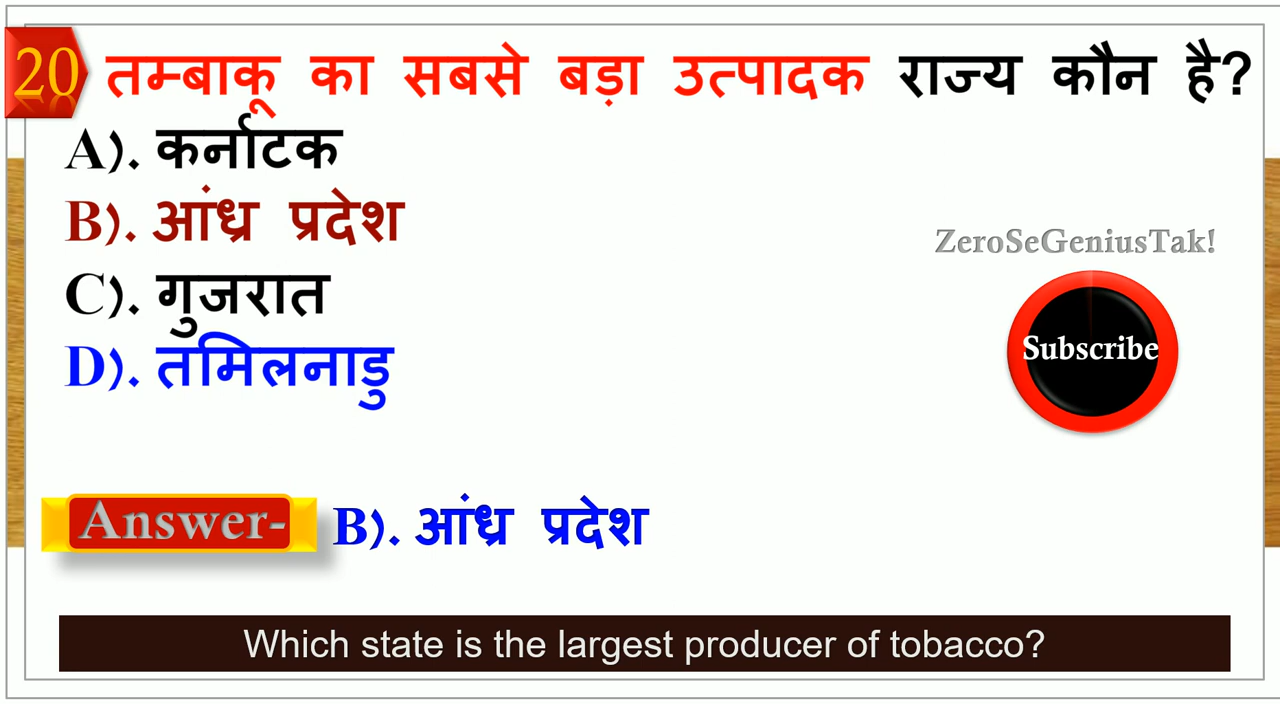 20 तम्बाकू का सबसे बड़ा उत्पादक राज्य कौन है?
A). कर्नाटक
B). आंध्र प्रदेश
C). गुजरात
D). तमिलनाडु
ZeroSeGeniusTak!
Subscribe
Answer- B). आंध्र प्रदेश
Which state is the largest producer of tobacco?